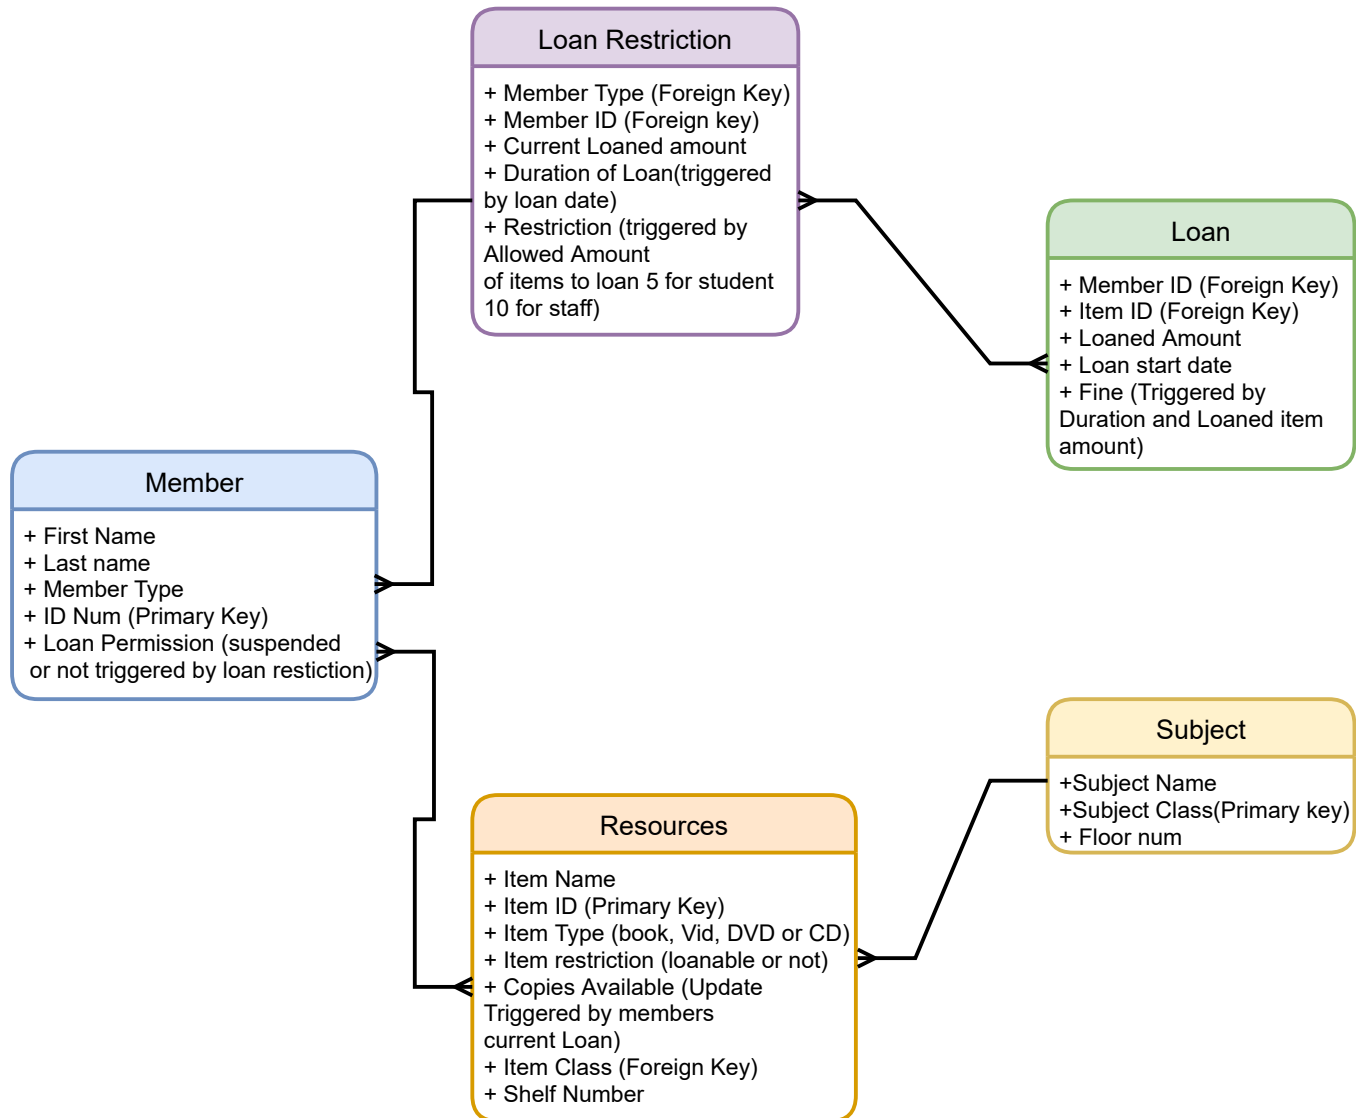 Loan Restriction
+ Member Type (Foreign Key)
+ Member ID (Foreign key)
+ Current Loaned amount
+ Duration of Loan(triggered
by loan date)
+ Restriction (triggered by
Allowed Amount
of items to loan 5 for student
10 for staff)
Loan
+ Member ID (Foreign Key)
+ Item ID (Foreign Key)
+ Loaned Amount
+ Loan start date
+ Fine (Triggered by
Duration and Loaned item
amount)
Member
+ First Name
+ Last name
+ Member Type
+ ID Num (Primary Key)
+ Loan Permission (suspended
or not triggered by loan restiction)
Subject
+Subject Name
+Subject Class(Primary key)
+ Floor num
Resources
+ Item Name
+ Item ID (Primary Key)
+ Item Type (book, Vid, DVD or CD)
+ Item restriction (loanable or not)
+ Copies Available (Update
Triggered by members
current Loan)
+ Item Class (Foreign Key)
+ Shelf Number